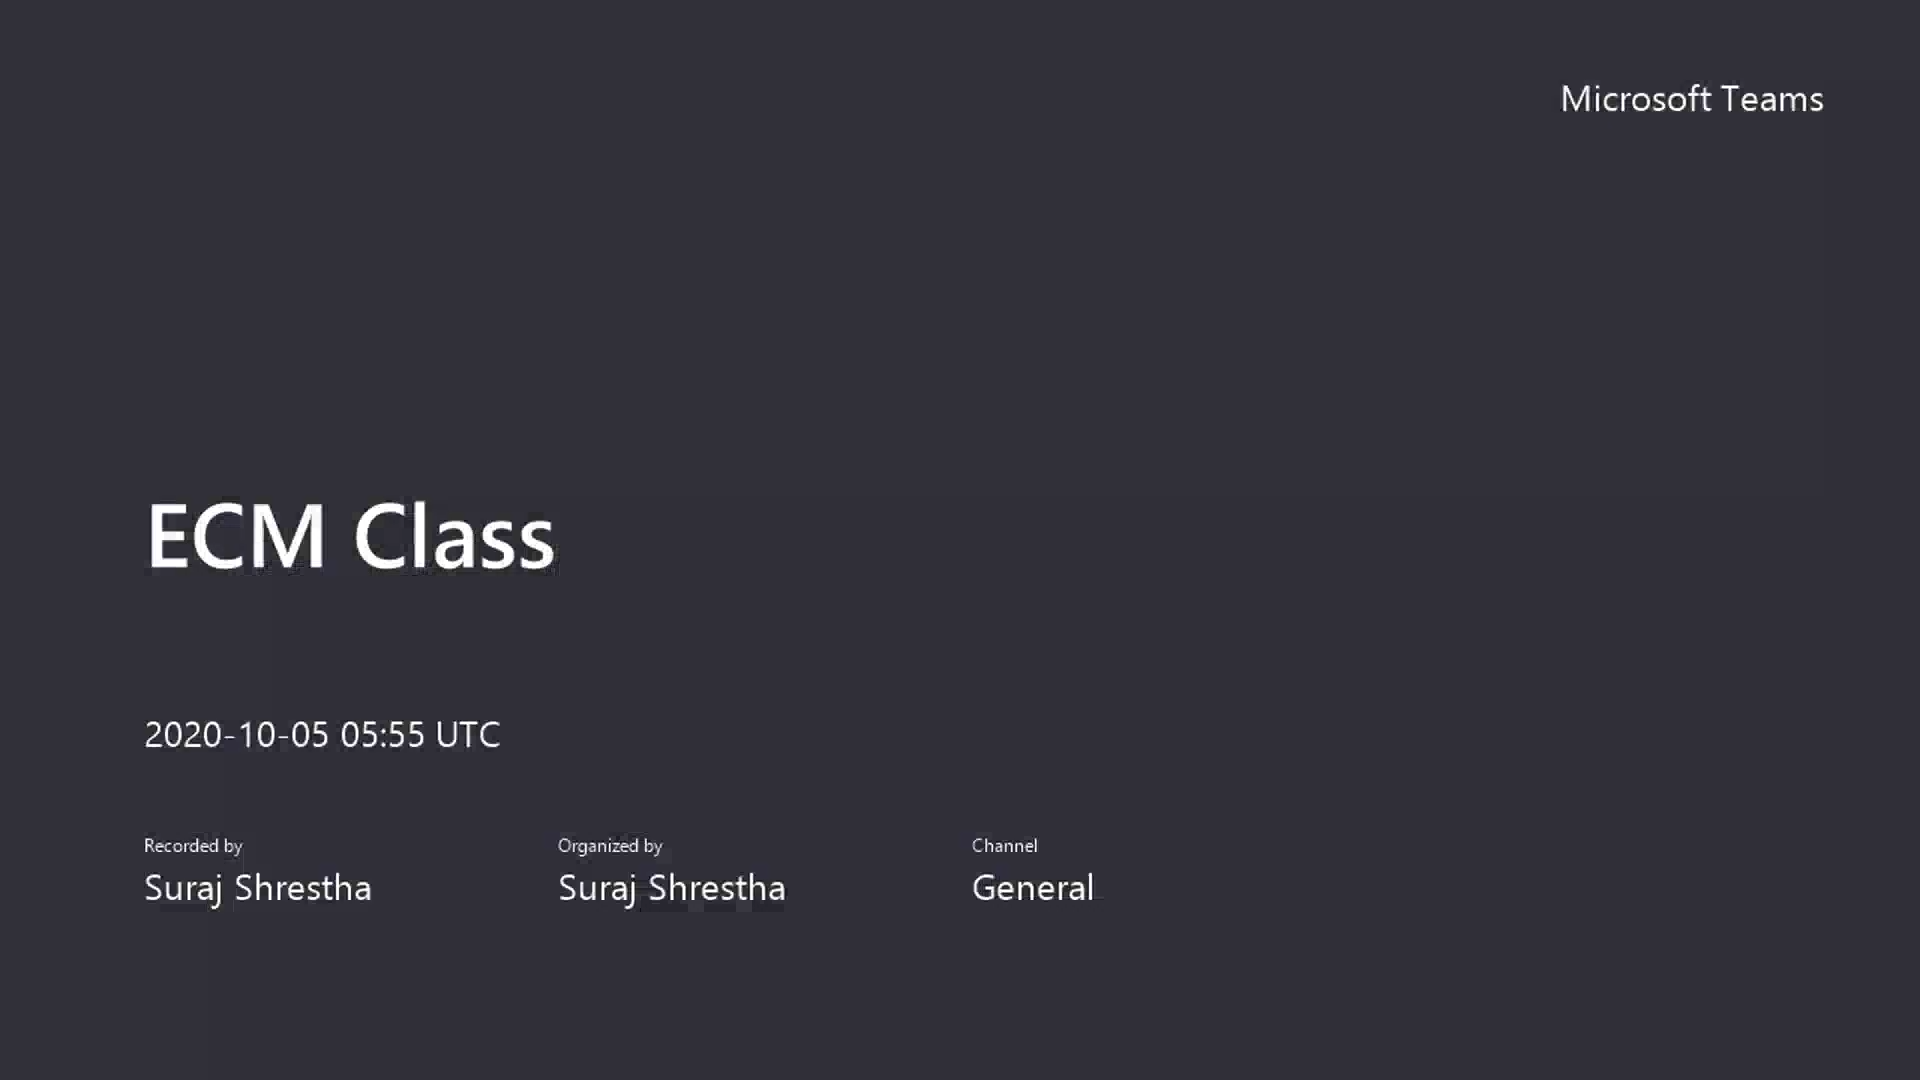 Microsoft Teams
ECM Class
2020-10-05 05:55 UTC
Recorded by
Suraj Shrestha
Organized by
Suraj Shrestha
Channel
General